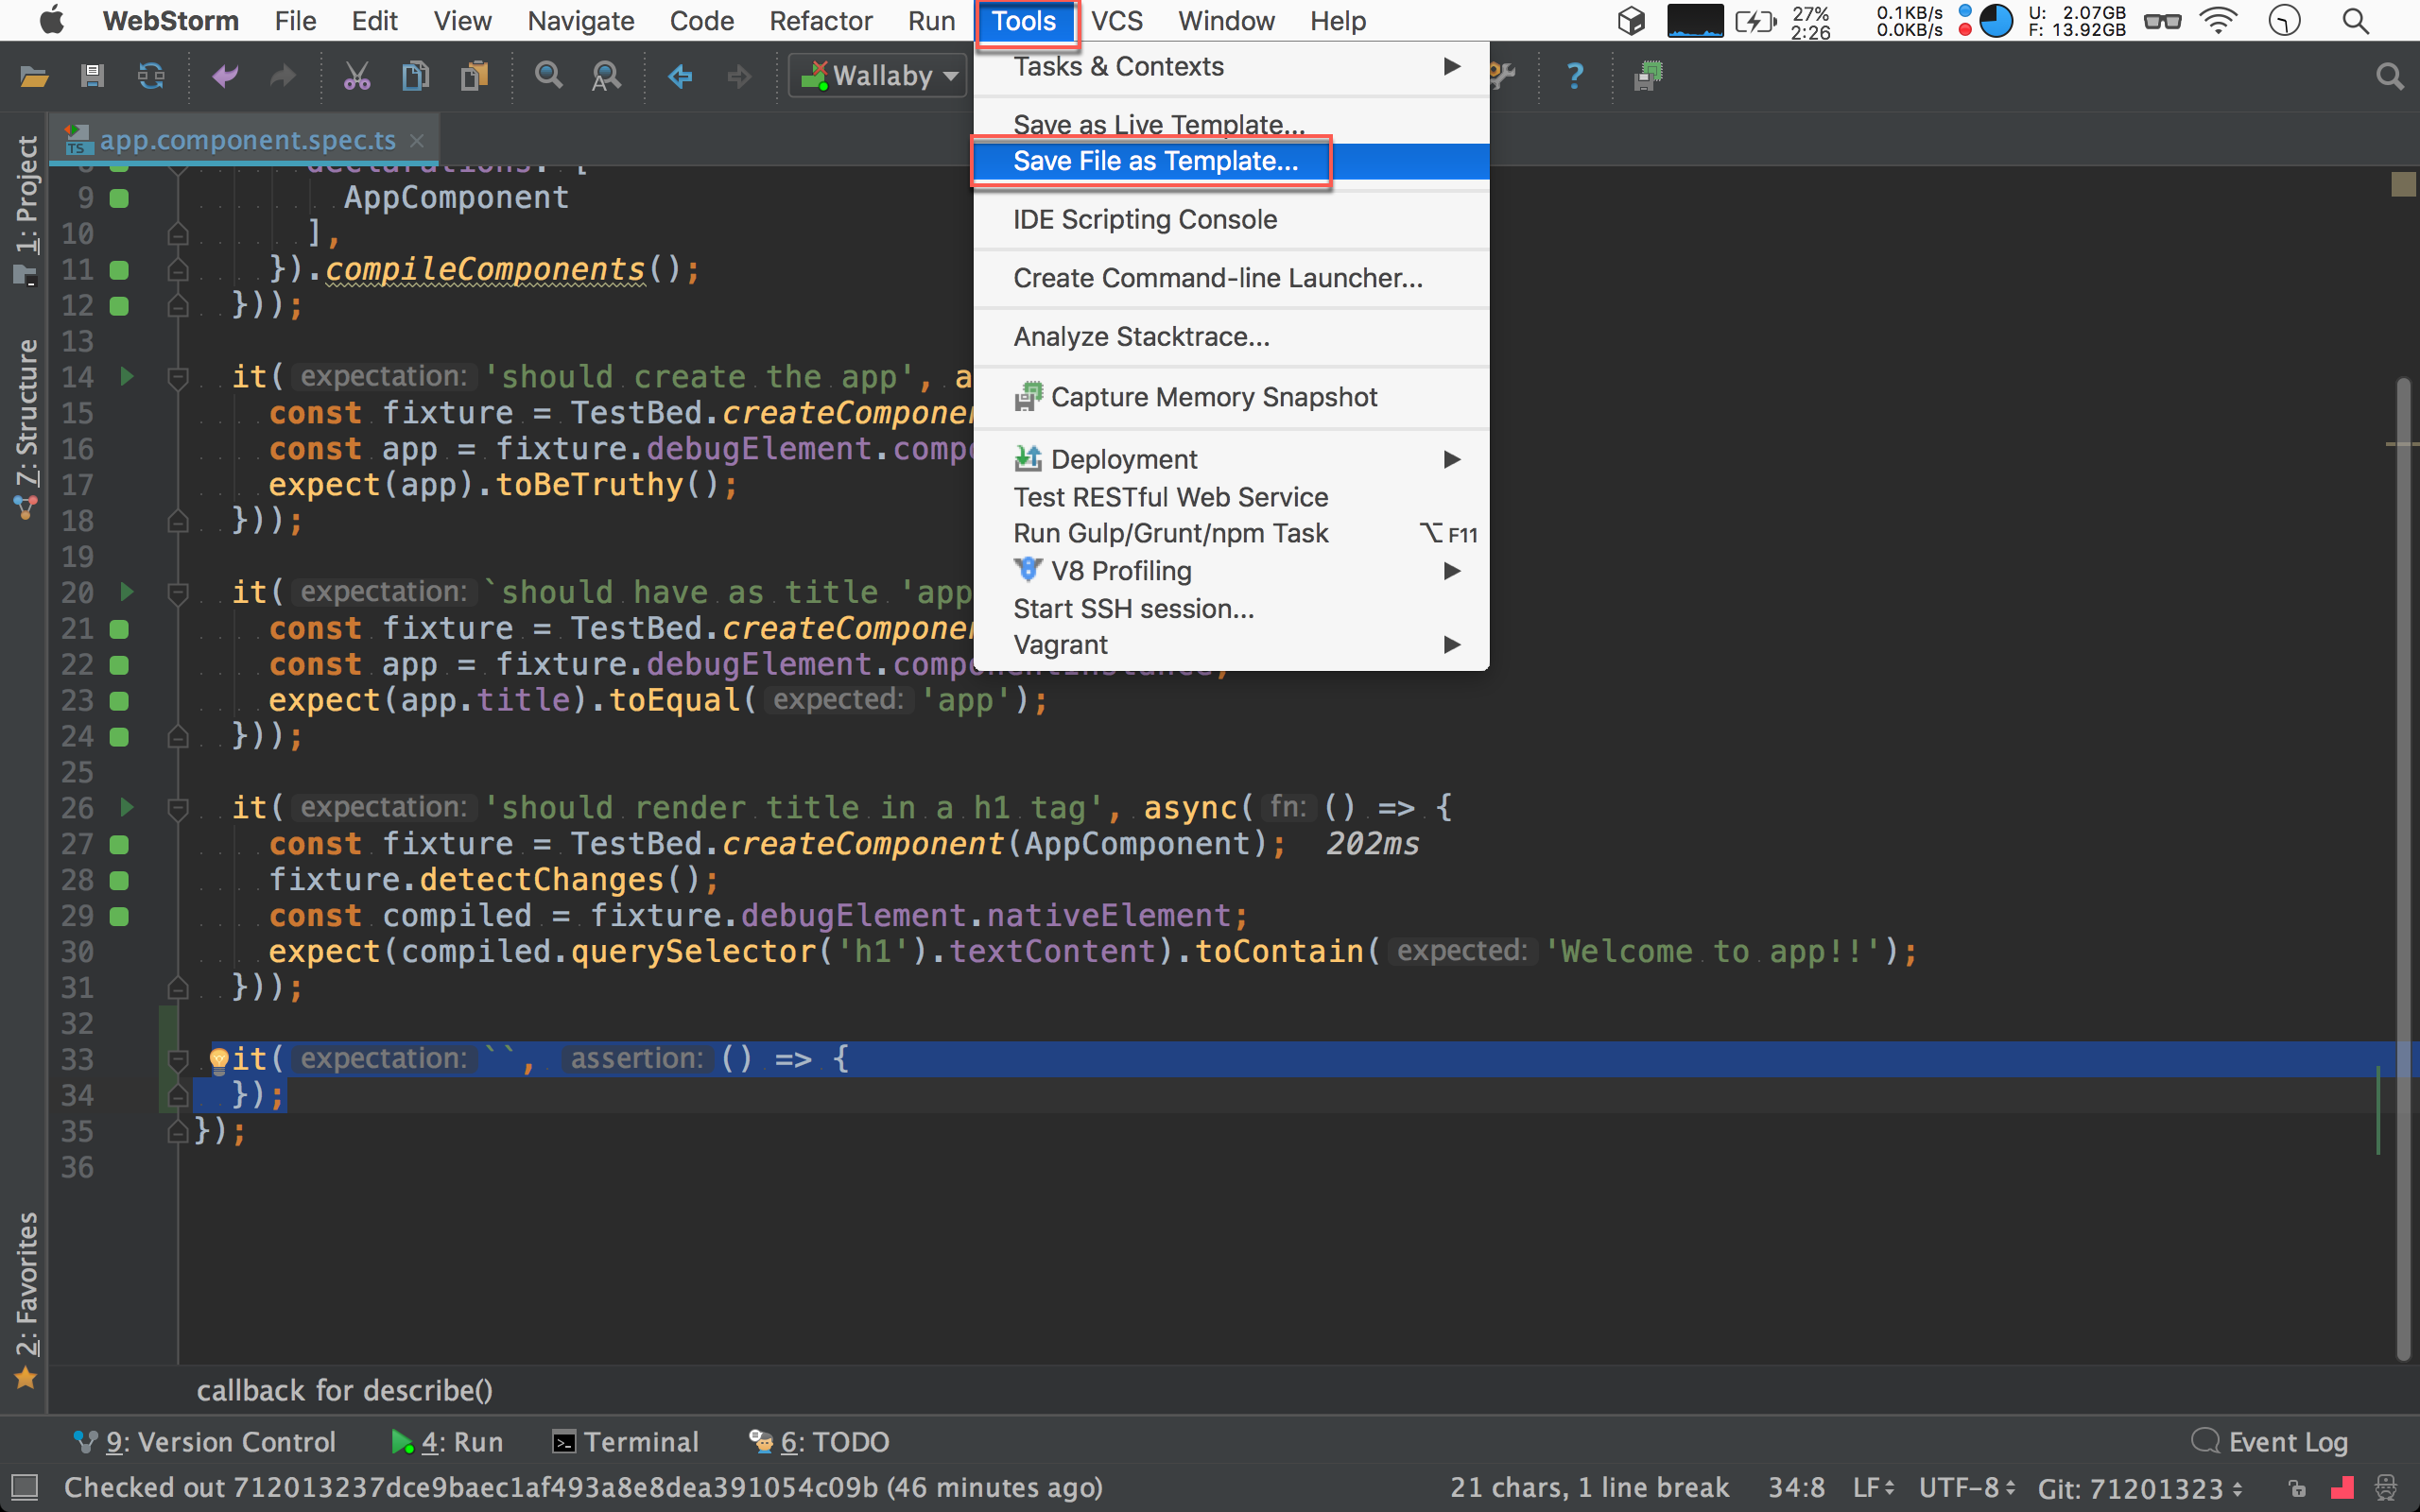 WebStorm File Edit View Navigate Code Refactor Run Tools VCS Window Help 27% 2:26 0.1KB/s 0.0KB/s U: 2.07GB F: 13.92GB
Wallaby
Tasks & Contexts
Save as Live Template...
Save File as Template...
IDE Scripting Console
Create Command-line Launcher...
Analyze Stacktrace...
Capture Memory Snapshot
Deployment
Test RESTful Web Service
Run Gulp/Grunt/npm Task ⌥F11
V8 Profiling
Start SSH session...
Vagrant
1: Project
7: Structure
2: Favorites
app.component.spec.ts
8 declarations: [
9 AppComponent
10 ],
11 }).compileComponents();
12 }));
13
14 it( expectation: 'should create the app', a
15 const fixture = TestBed.createComponen
16 const app = fixture.debugElement.compo
17 expect(app).toBeTruthy();
18 }));
19
20 it( expectation: `should have as title 'app
21 const fixture = TestBed.createComponen
22 const app = fixture.debugElement.componentInstance;
23 expect(app.title).toEqual( expected: 'app');
24 }));
25
26 it( expectation: 'should render title in a h1 tag', async( fn: () => {
27 const fixture = TestBed.createComponent(AppComponent); 202ms
28 fixture.detectChanges();
29 const compiled = fixture.debugElement.nativeElement;
30 expect(compiled.querySelector('h1').textContent).toContain( expected: 'Welcome to app!!');
31 }));
32
33 it( expectation: ``, assertion: () => {
34 });
35 });
36
callback for describe()
9: Version Control 4: Run Terminal 6: TODO Event Log
Checked out 712013237dce9baec1af493a8e8dea391054c09b (46 minutes ago) 21 chars, 1 line break 34:8 LF UTF-8 Git: 71201323